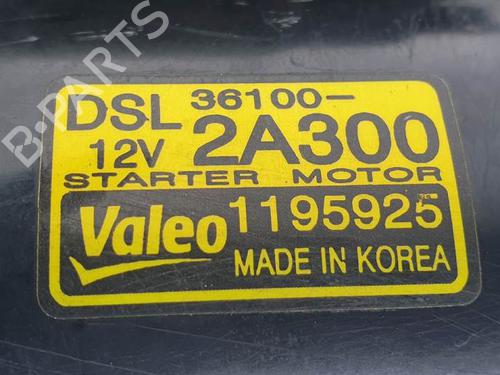 B-PARTS
DSL 36100-
12V 2A300
STARTER MOTOR
Valeo 1195925
MADE IN KOREA